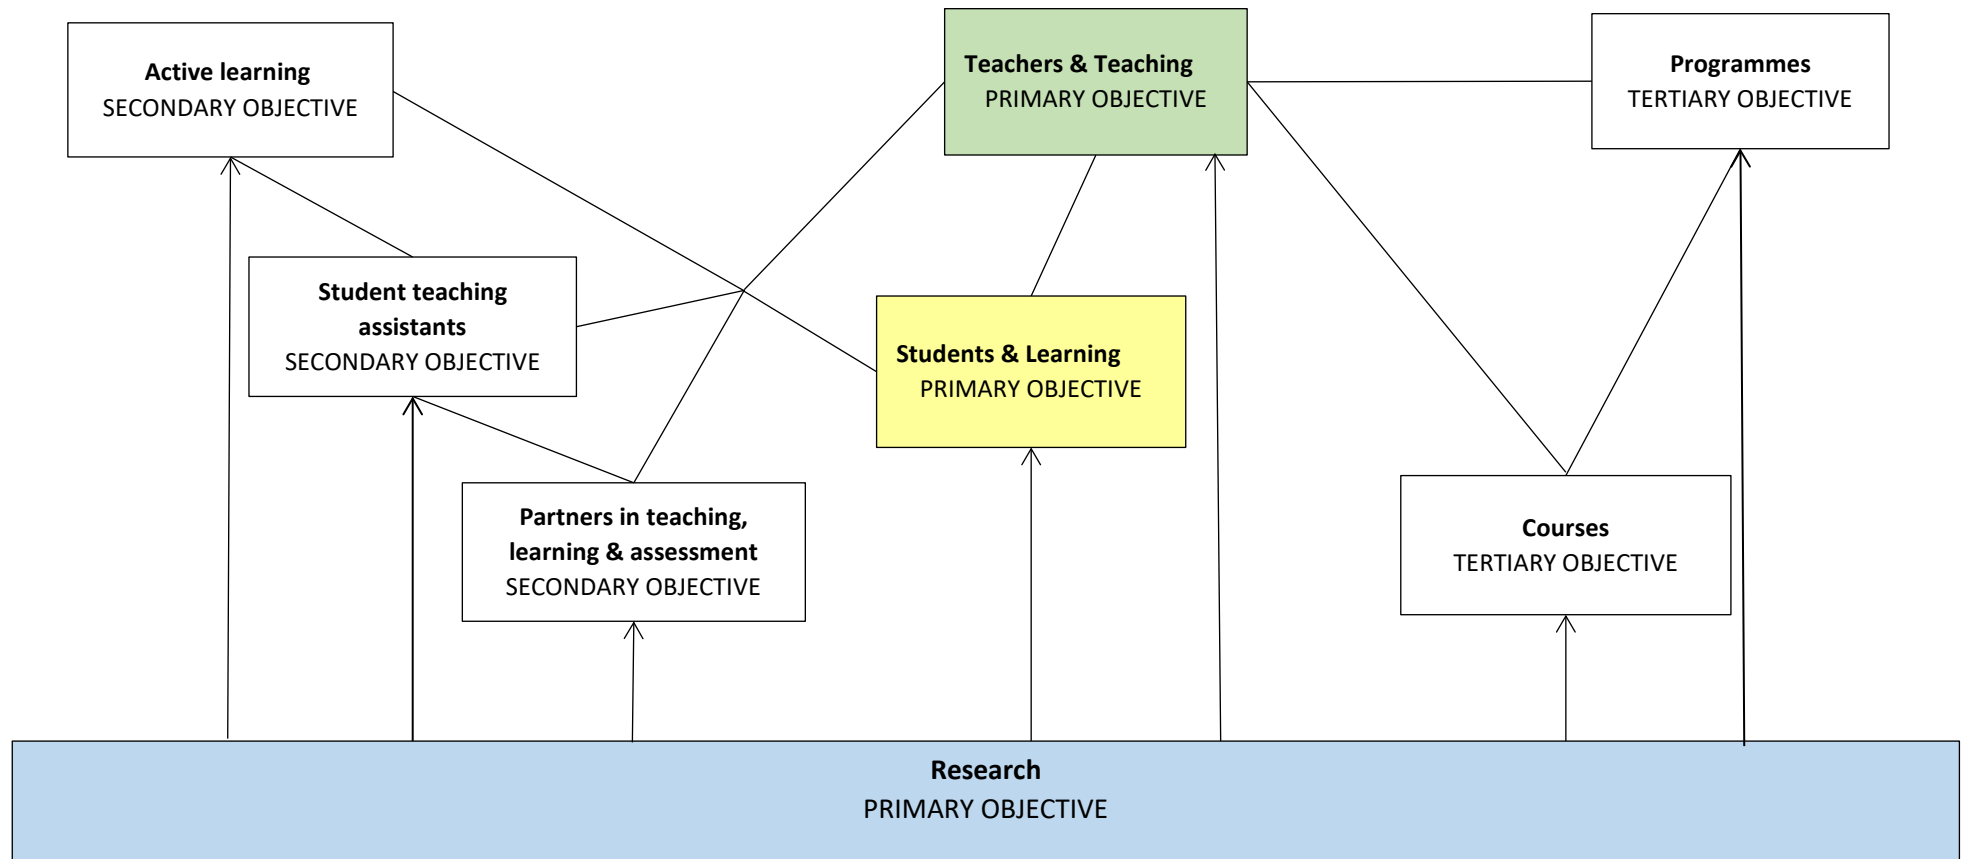 Active learning
SECONDARY OBJECTIVE
Teachers & Teaching
PRIMARY OBJECTIVE
Programmes
TERTIARY OBJECTIVE
Student teaching
assistants
SECONDARY OBJECTIVE
Students & Learning
PRIMARY OBJECTIVE
Partners in teaching,
learning & assessment
SECONDARY OBJECTIVE
Courses
TERTIARY OBJECTIVE
Research
PRIMARY OBJECTIVE